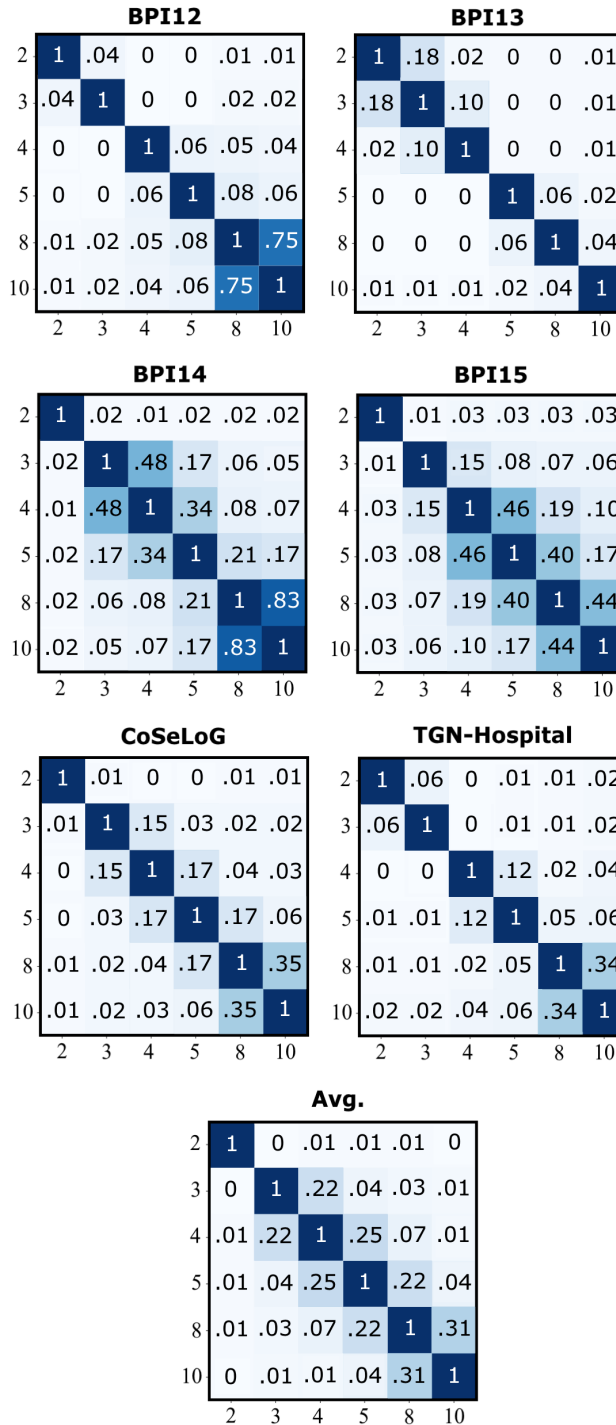 BPI12 BPI13
2 1 .04 0 0 .01 .01 1 .18 .02 0 0 .01
3 .04 1 0 0 .02 .02 3 .18 1 .10 0 0 .01
4 0 0 1 .06 .05 .04 4 .02 .10 1 0 0 .01
5 0 0 .06 1 .08 .06 5 0 0 0 1 .06 .02
8 .01 .02 .05 .08 1 .75 8 0 0 0 .06 1 .04
10 .01 .02 .04 .06 .75 1 10 .01 .01 .01 .02 .04 1
2 3 4 5 8 10 2 3 4 5 8 10
BPI14 BPI15
2 1 .02 .01 .02 .02 .02 2 1 .01 .03 .03 .03 .03
3 .02 1 .48 .17 .06 .05 3 .01 1 .15 .08 .07 .06
4 .01 .48 1 .34 .08 .07 4 .03 .15 1 .46 .19 .10
5 .02 .17 .34 1 .21 .17 5 .03 .08 .46 1 .40 .17
8 .02 .06 .08 .21 1 .83 8 .03 .07 .19 .40 1 .44
10 .02 .05 .07 .17 .83 1 10 .03 .06 .10 .17 .44 1
2 3 4 5 8 10 2 3 4 5 8 10
CoSeLoG TGN-Hospital
2 1 .01 0 0 .01 .01 2 1 .06 0 .01 .01 .02
3 .01 1 .15 .03 .02 .02 3 .06 1 0 .01 .01 .02
4 0 .15 1 .17 .04 .03 4 0 0 1 .12 .02 .04
5 0 .03 .17 1 .17 .06 5 .01 .01 .12 1 .05 .06
8 .01 .02 .04 .17 1 .35 8 .01 .01 .02 .05 1 .34
10 .01 .02 .03 .06 .35 1 10 .02 .02 .04 .06 .34 1
2 3 4 5 8 10 2 3 4 5 8 10
Avg.
2 1 0 .01 .01 .01 0
3 0 1 .22 .04 .03 .01
4 .01 .22 1 .25 .07 .01
5 .01 .04 .25 1 .22 .04
8 .01 .03 .07 .22 1 .31
10 0 .01 .01 .04 .31 1
2 3 4 5 8 10